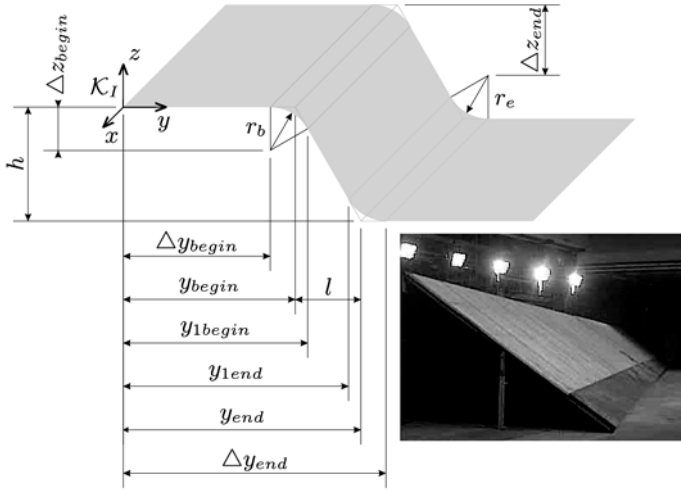 △z_begin
z
K_I
x
y
h
r_b
r_e
△z_end
△y_begin
y_begin
l
y_1begin
y_1end
y_end
△y_end